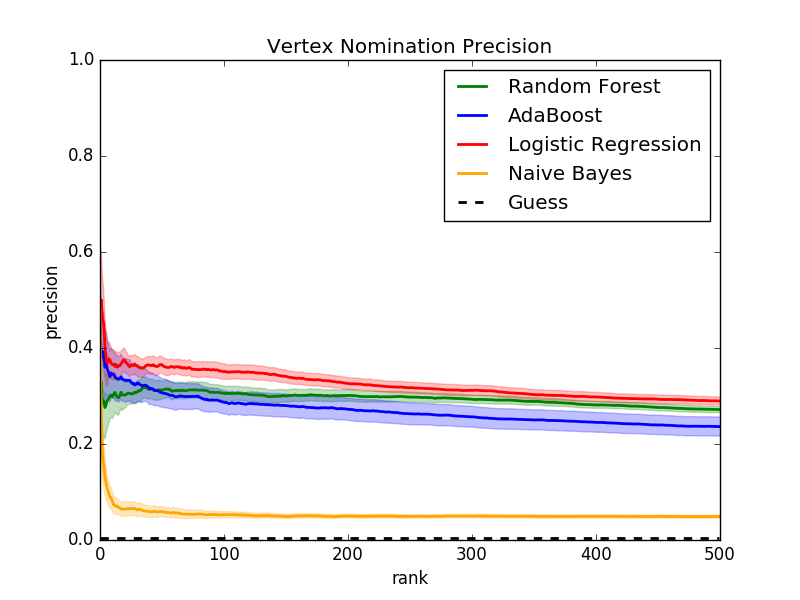 Vertex Nomination Precision
1.0
0.8
0.6
0.4
0.2
0.0
precision
Random Forest
AdaBoost
Logistic Regression
Naive Bayes
Guess
0 100 200 300 400 500
rank